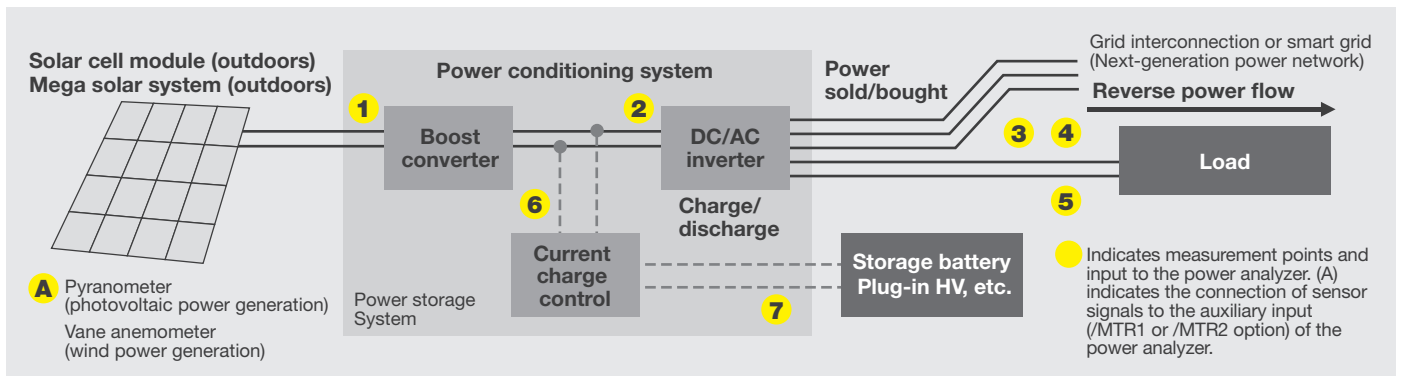 Solar cell module (outdoors)
Mega solar system (outdoors)
A
Pyranometer
(photovoltaic power generation)
Vane anemometer
(wind power generation)
Power conditioning system
1
Boost
converter
2
DC/AC
inverter
6
Charge/
discharge
Current
charge
control
Power storage
System
7
Storage battery
Plug-in HV, etc.
Power
sold/bought
Grid interconnection or smart grid
(Next-generation power network)
Reverse power flow
3
4
Load
5
Indicates measurement points and
input to the power analyzer. (A)
indicates the connection of sensor
signals to the auxiliary input
(/MTR1 or /MTR2 option) of the
power analyzer.